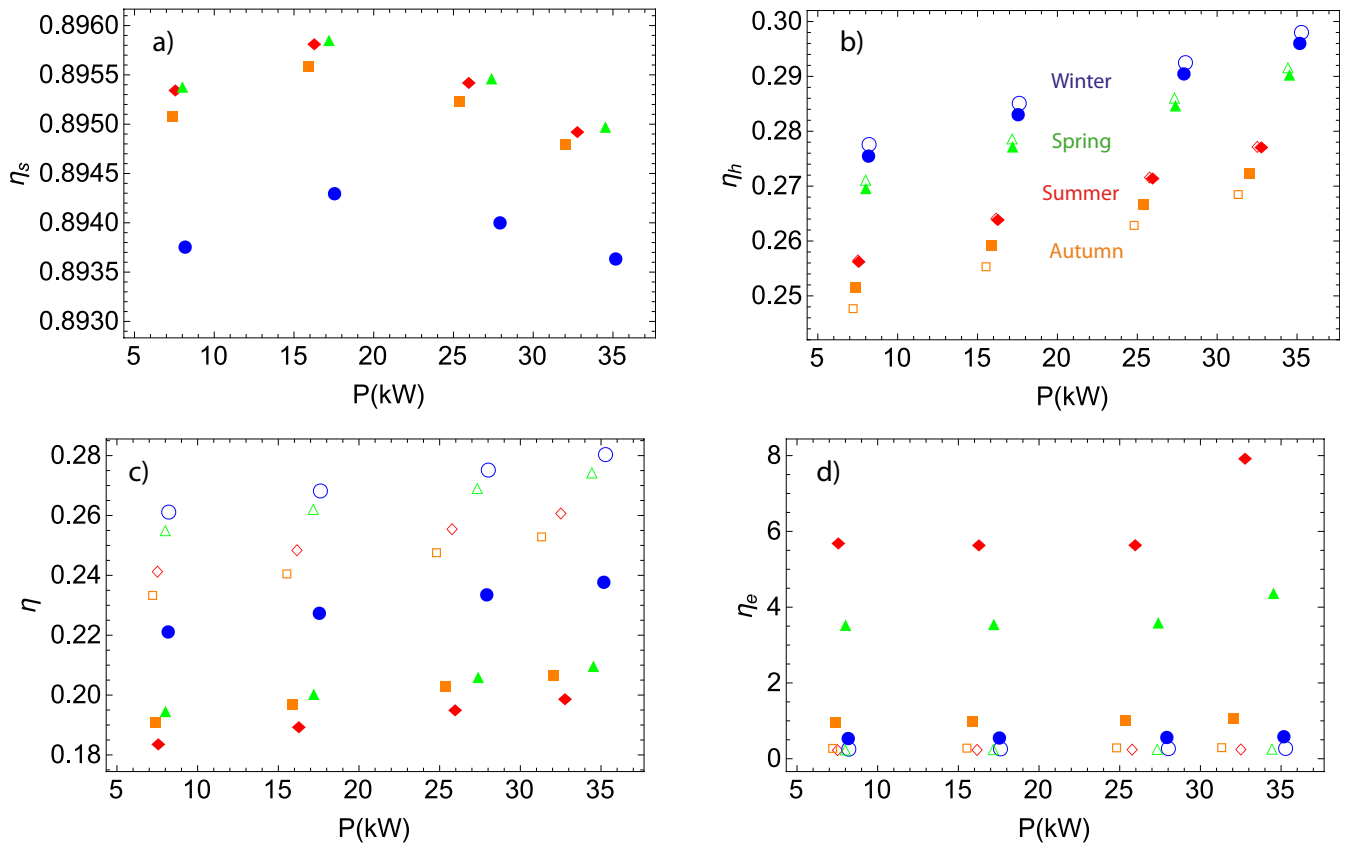 a)
0.8960
0.8955
0.8950
0.8945
0.8940
0.8935
0.8930
ηs
5 10 15 20 25 30 35
P(kW)
b)
0.30
0.29
0.28
0.27
0.26
0.25
ηh
Winter
Spring
Summer
Autumn
5 10 15 20 25 30 35
P(kW)
c)
0.28
0.26
0.24
0.22
0.20
0.18
η
5 10 15 20 25 30 35
P(kW)
d)
8
6
4
2
0
ηe
5 10 15 20 25 30 35
P(kW)